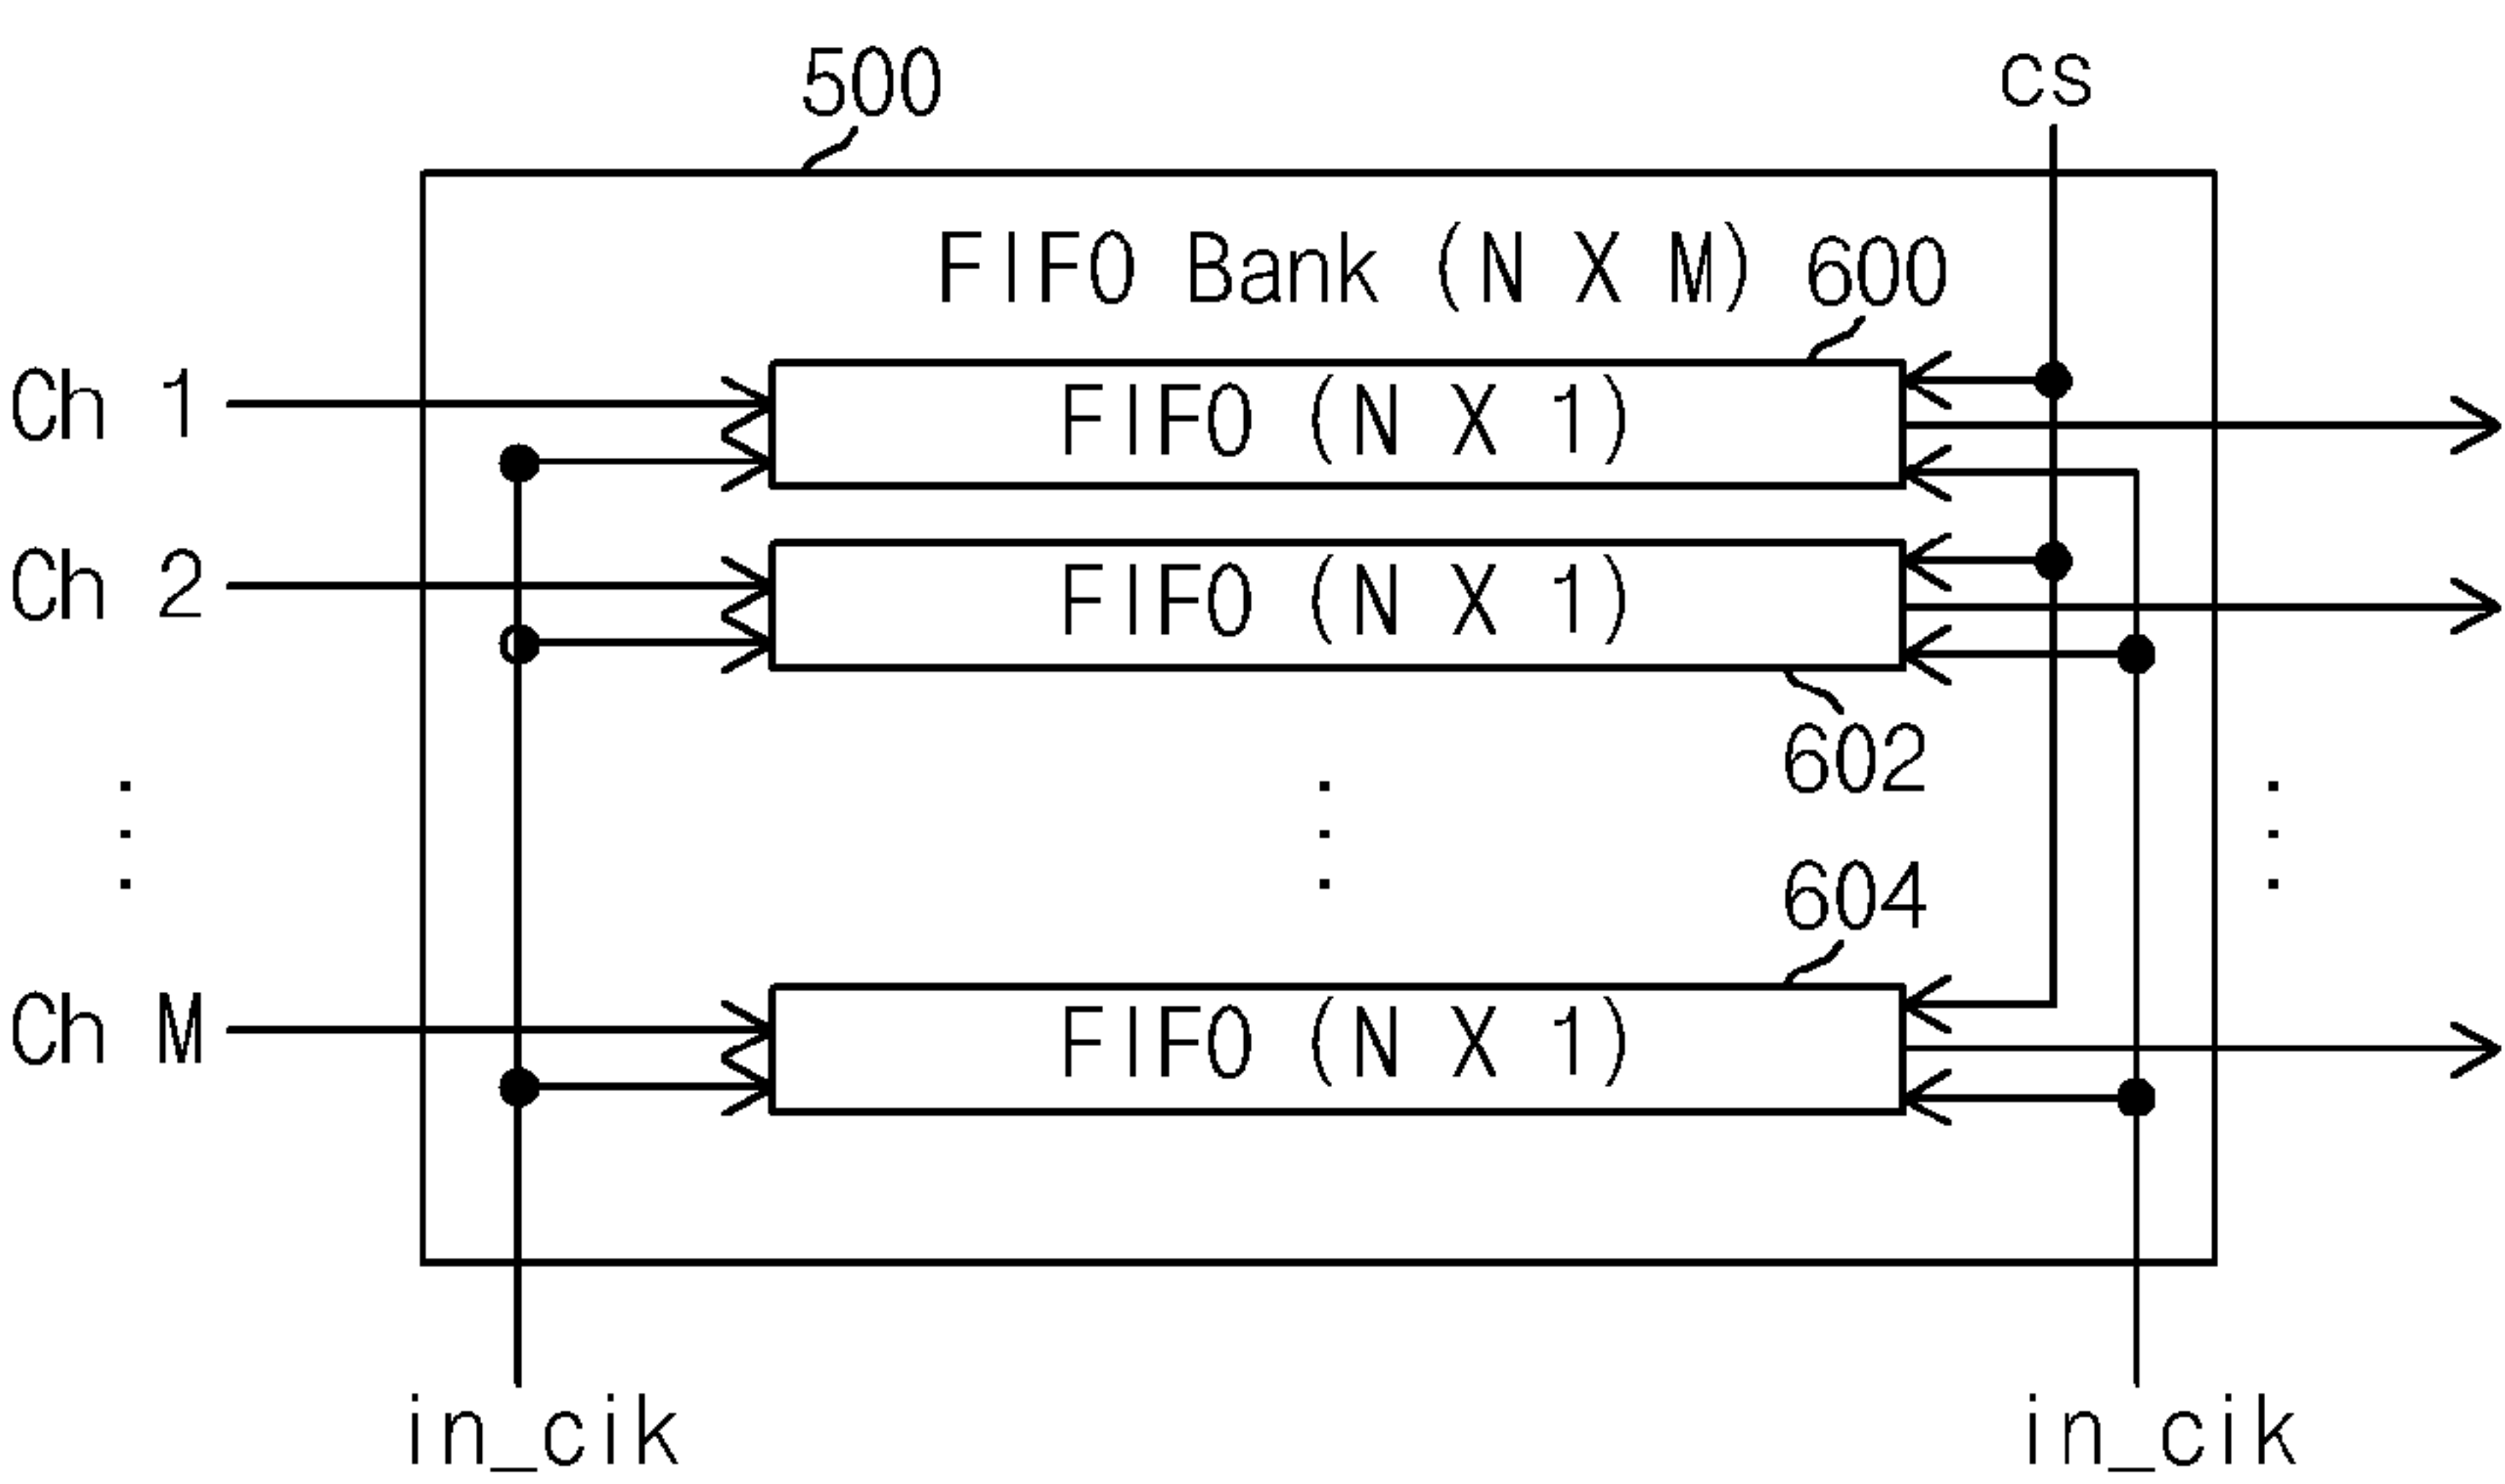 500
cs
FIFO Bank (N X M) 600
Ch 1
FIFO (N X 1)
Ch 2
FIFO (N X 1)
602
604
Ch M
FIFO (N X 1)
in_cik
in_cik